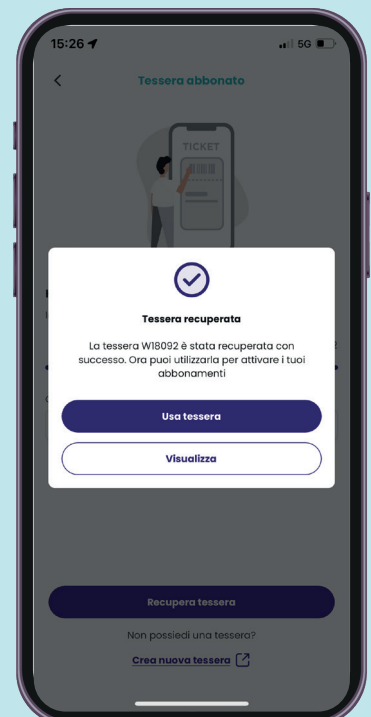 15:26
5G
Tessera abbonato
TICKET
Tessera recuperata
La tessera W18092 è stata recuperata con
successo. Ora puoi utilizzarla per attivare i tuoi
abbonamenti
Usa tessera
Visualizza
Recupera tessera
Non possiedi una tessera?
Crea nuova tessera